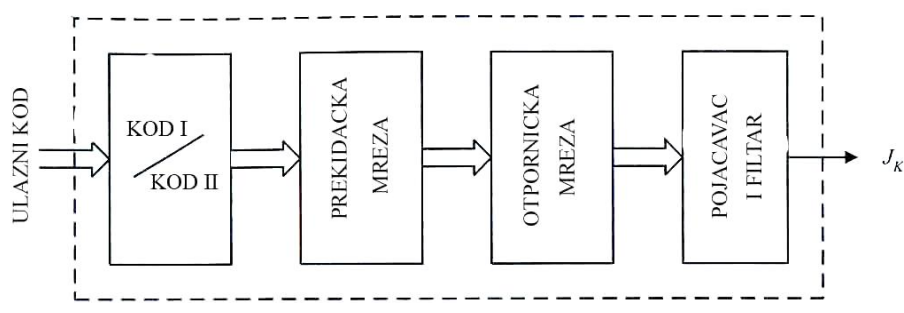 ULAZNI KOD
KOD I
KOD II
PREKIDACKA
MREZA
OTPORNICKA
MREZA
POJACAVAC
I FILTAR
J_K